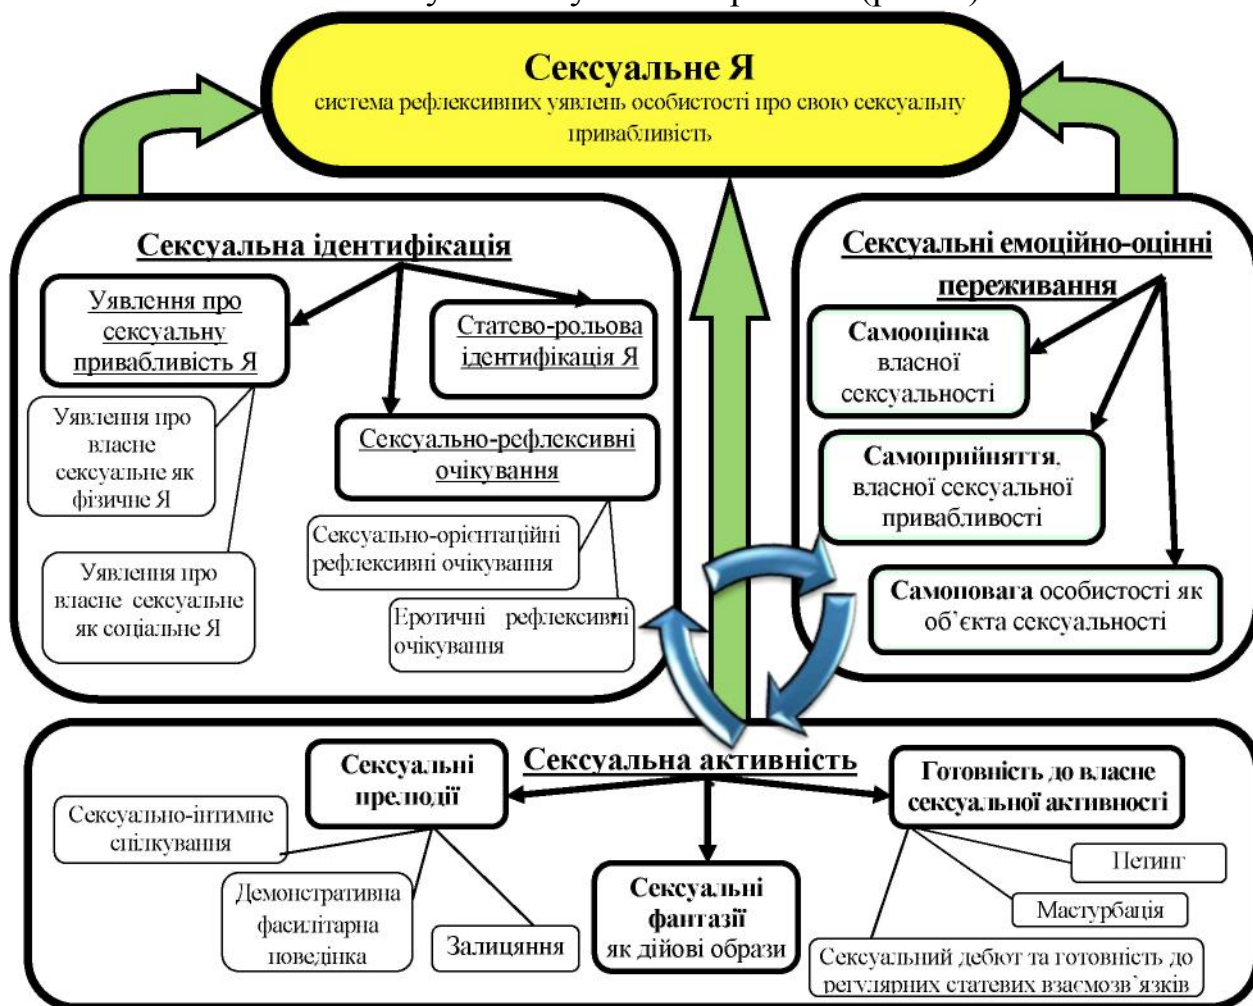 Сексуальне Я
система рефлексивних уявлень особистості про свою сексуальну
привабливість
Сексуальна ідентифікація
Уявлення про
сексуальну
привабливість Я
Статево-рольова
ідентифікація Я
Уявлення про
власне
сексуальне як
фізичне Я
Сексуально-рефлексивні
очікування
Сексуально-орієнтаційні
рефлексивні очікування
Уявлення про
власне сексуальне
як соціальне Я
Еротичні рефлексивні
очікування
Сексуальні емоційно-оцінні
переживання
Самооцінка
власної
сексуальності
Самоприйняття,
власної сексуальної
привабливості
Самоповага особистості як
об’єкта сексуальності
Сексуальна активність
Сексуальні
прелюдії
Сексуально-інтимне
спілкування
Демонстративна
фасилітарна
поведінка
Залицяння
Сексуальні
фантазії
як дійові образи
Готовність до власне
сексуальної активності
Петинг
Мастурбація
Сексуальний дебют та готовність до
регулярних статевих взаємозв’язків